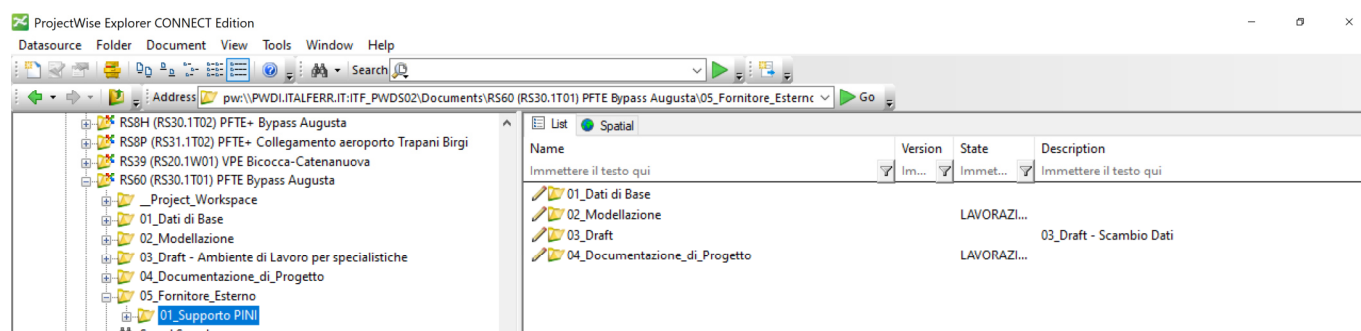 ProjectWise Explorer CONNECT Edition
Datasource Folder Document View Tools Window Help
Search
Address pw:\\PWDI.ITALFERR.IT:ITF_PWDS02\Documents\RS60 (RS30.1T01) PFTE Bypass Augusta\05_Fornitore_Esterno Go
RS8H (RS30.1T02) PFTE+ Bypass Augusta
RS8P (RS31.1T02) PFTE+ Collegamento aeroporto Trapani Birgi
RS39 (RS20.1W01) VPE Bicocca-Catenanuova
RS60 (RS30.1T01) PFTE Bypass Augusta
__Project_Workspace
01_Dati di Base
02_Modellazione
03_Draft - Ambiente di Lavoro per specialistiche
04_Documentazione_di_Progetto
05_Fornitore_Esterno
01_Supporto PINI
List Spatial
Name Version State Description
Immettere il testo qui Im... Immet... Immettere il testo qui
01_Dati di Base
02_Modellazione LAVORAZI...
03_Draft 03_Draft - Scambio Dati
04_Documentazione_di_Progetto LAVORAZI...